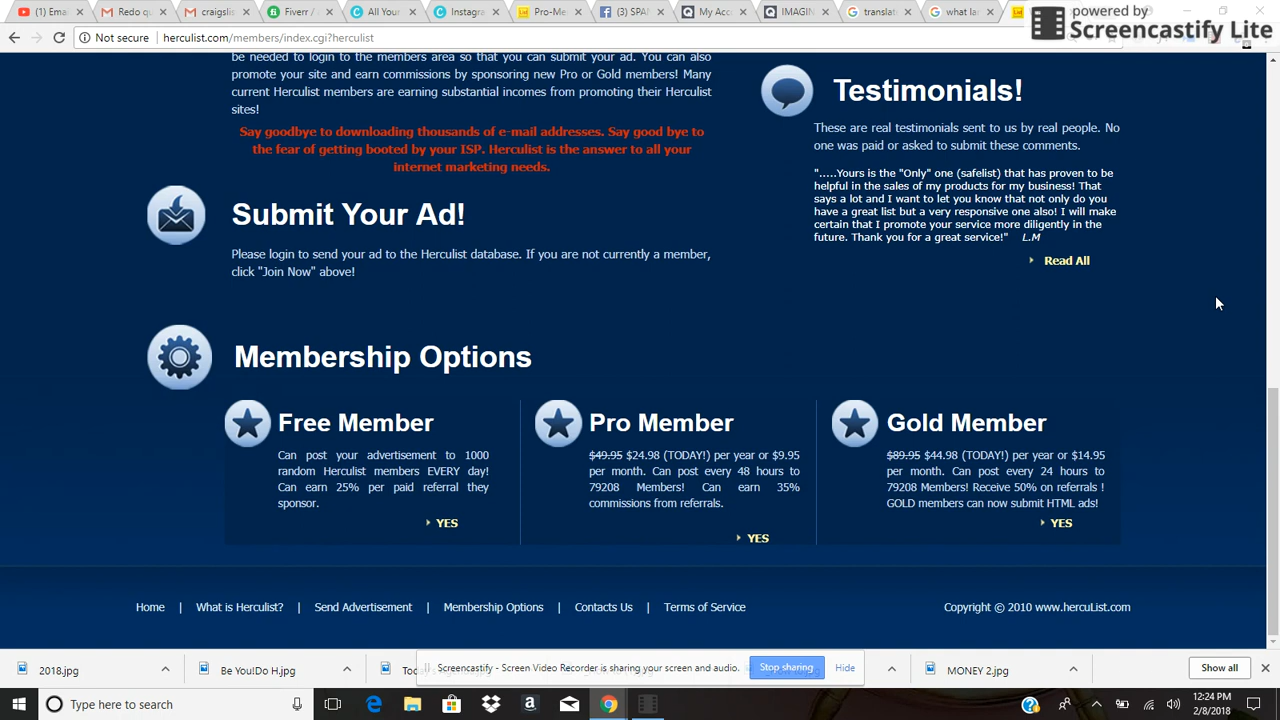 (1) Emai
Redo q
craigslis
Fiverr /
All Your
Instagra
Pro-Me
(3) SPA
My Acc
IMAGIN
translat
what la
powered by
Screencastify Lite
Not secure | herculist.com/members/index.cgi?herculist
be needed to login to the members area so that you can submit your ad. You can also
promote your site and earn commissions by sponsoring new Pro or Gold members! Many
current Herculist members are earning substantial incomes from promoting their Herculist
sites!
Say goodbye to downloading thousands of e-mail addresses. Say good bye to
the fear of getting booted by your ISP. Herculist is the answer to all your
internet marketing needs.
Submit Your Ad!
Please login to send your ad to the Herculist database. If you are not currently a member,
click "Join Now" above!
Testimonials!
These are real testimonials sent to us by real people. No
one was paid or asked to submit these comments.
".....Yours is the "Only" one (safelist) that has proven to be
helpful in the sales of my products for my business! That
says a lot and I want to let you know that not only do you
have a great list but a very responsive one also! I will make
certain that I promote your service more diligently in the
future. Thank you for a great service!" L.M
Read All
Membership Options
Free Member
Can post your advertisement to 1000
random Herculist members EVERY day!
Can earn 25% per paid referral they
sponsor.
YES
Pro Member
$49.95 $24.98 (TODAY!) per year or $9.95
per month. Can post every 48 hours to
79208 Members! Can earn 35%
commissions from referrals.
YES
Gold Member
$89.95 $44.98 (TODAY!) per year or $14.95
per month. Can post every 24 hours to
79208 Members! Receive 50% on referrals !
GOLD members can now submit HTML ads!
YES
Home | What is Herculist? | Send Advertisement | Membership Options | Contacts Us | Terms of Service
Copyright © 2010 www.hercuList.com
2018.jpg
Be You!Do H.jpg
Screencastify - Screen Video Recorder is sharing your screen and audio.
Stop sharing
Hide
MONEY 2.jpg
Show all
Type here to search
12:24 PM
2/8/2018